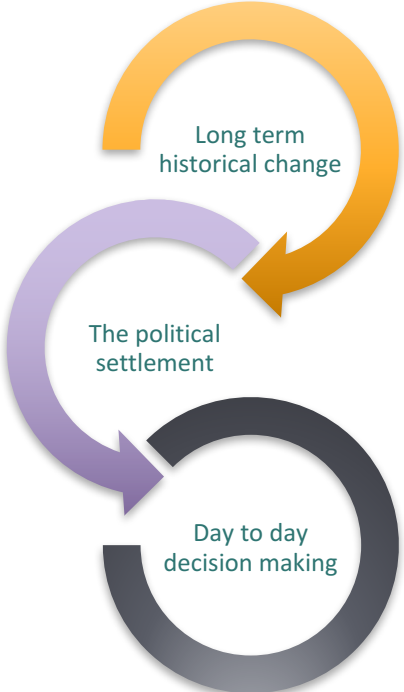 Long term
historical change
The political
settlement
Day to day
decision making